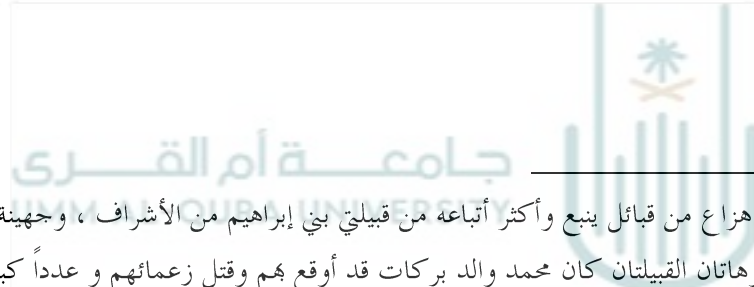 جامعة أم القرى
UMM AL-QURA UNIVERSITY
هزاع من قبائل ينبع وأكثر أتباعه من قبيلتي بني إبراهيم من الأشراف ، وجهينة
وهاتان القبيلتان كان محمد والد بركات قد أوقع بهم وقتل زعمائهم و عدداً